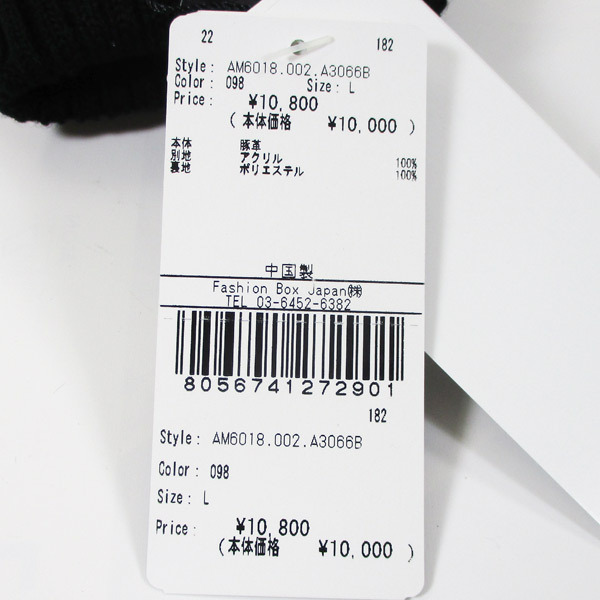 22 182
Style: AM6018.002.A3066B
Color: 098 Size: L
Price: ¥10,800
(本体価格 ¥10,000)
本体 豚革
別地 アクリル 100%
裏地 ポリエステル 100%
中国製
Fashion Box Japan㈱
TEL 03-6452-6382
8056741272901
182
Style: AM6018.002.A3066B
Color: 098
Size: L
Price: ¥10,800
(本体価格 ¥10,000)